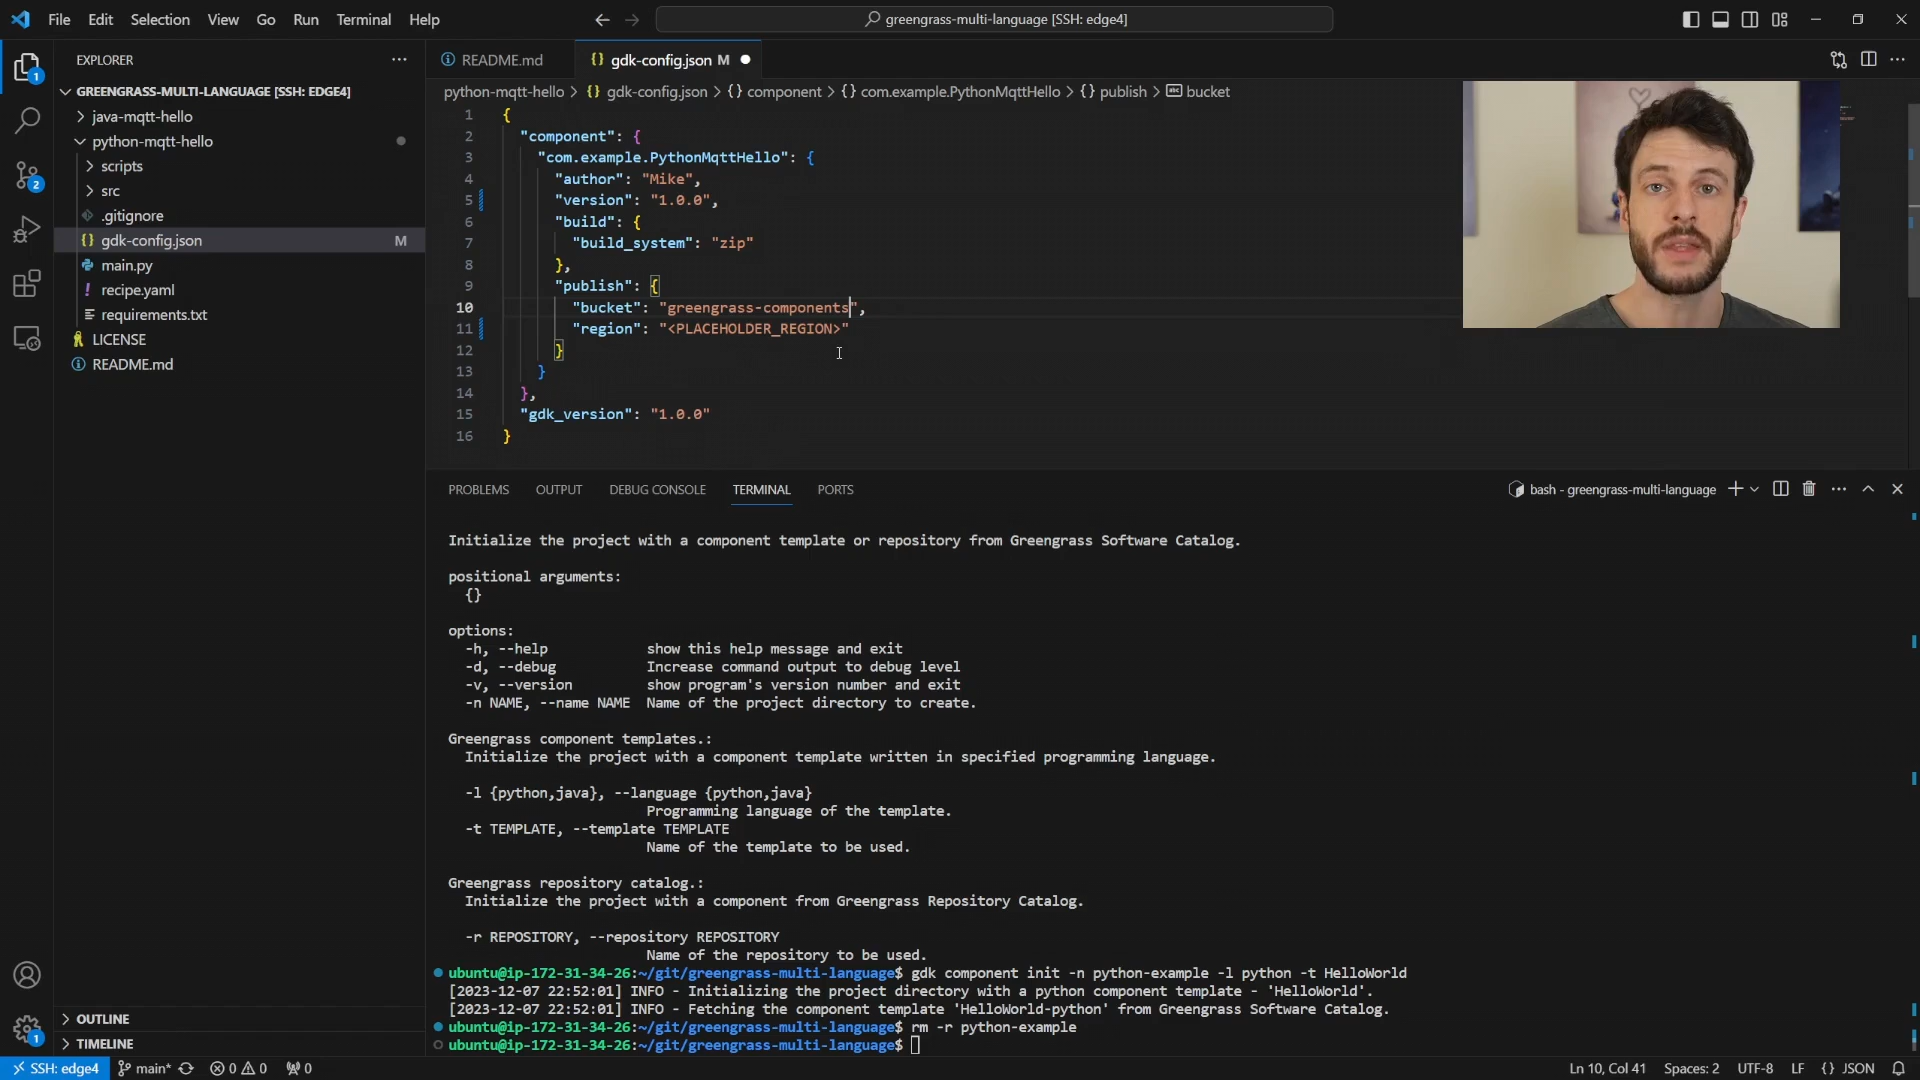 File Edit Selection View Go Run Terminal Help
greengrass-multi-language [SSH: edge4]
EXPLORER
GREENGRASS-MULTI-LANGUAGE [SSH: EDGE4]
java-mqtt-hello
python-mqtt-hello
scripts
src
.gitignore
gdk-config.json M
main.py
recipe.yaml
requirements.txt
LICENSE
README.md
OUTLINE
TIMELINE
1
2
1
README.md
gdk-config.json M
python-mqtt-hello > {} gdk-config.json > {} component > {} com.example.PythonMqttHello > {} publish > bucket
1 {
2 "component": {
3 "com.example.PythonMqttHello": {
4 "author": "Mike",
5 "version": "1.0.0",
6 "build": {
7 "build_system": "zip"
8 },
9 "publish": {
10 "bucket": "greengrass-components",
11 "region": "<PLACEHOLDER_REGION>"
12 }
13 }
14 },
15 "gdk_version": "1.0.0"
16 }
PROBLEMS OUTPUT DEBUG CONSOLE TERMINAL PORTS
bash - greengrass-multi-language
Initialize the project with a component template or repository from Greengrass Software Catalog.
positional arguments:
{}
options:
-h, --help show this help message and exit
-d, --debug Increase command output to debug level
-v, --version show program's version number and exit
-n NAME, --name NAME Name of the project directory to create.
Greengrass component templates.:
Initialize the project with a component template written in specified programming language.
-l {python,java}, --language {python,java}
Programming language of the template.
-t TEMPLATE, --template TEMPLATE
Name of the template to be used.
Greengrass repository catalog.:
Initialize the project with a component from Greengrass Repository Catalog.
-r REPOSITORY, --repository REPOSITORY
Name of the repository to be used.
ubuntu@ip-172-31-34-26:~/git/greengrass-multi-language$ gdk component init -n python-example -l python -t HelloWorld
[2023-12-07 22:52:01] INFO - Initializing the project directory with a python component template - 'HelloWorld'.
[2023-12-07 22:52:01] INFO - Fetching the component template 'HelloWorld-python' from Greengrass Software Catalog.
ubuntu@ip-172-31-34-26:~/git/greengrass-multi-language$ rm -r python-example
ubuntu@ip-172-31-34-26:~/git/greengrass-multi-language$
SSH: edge4 main* 0 0 0
Ln 10, Col 41 Spaces: 2 UTF-8 LF {} JSON